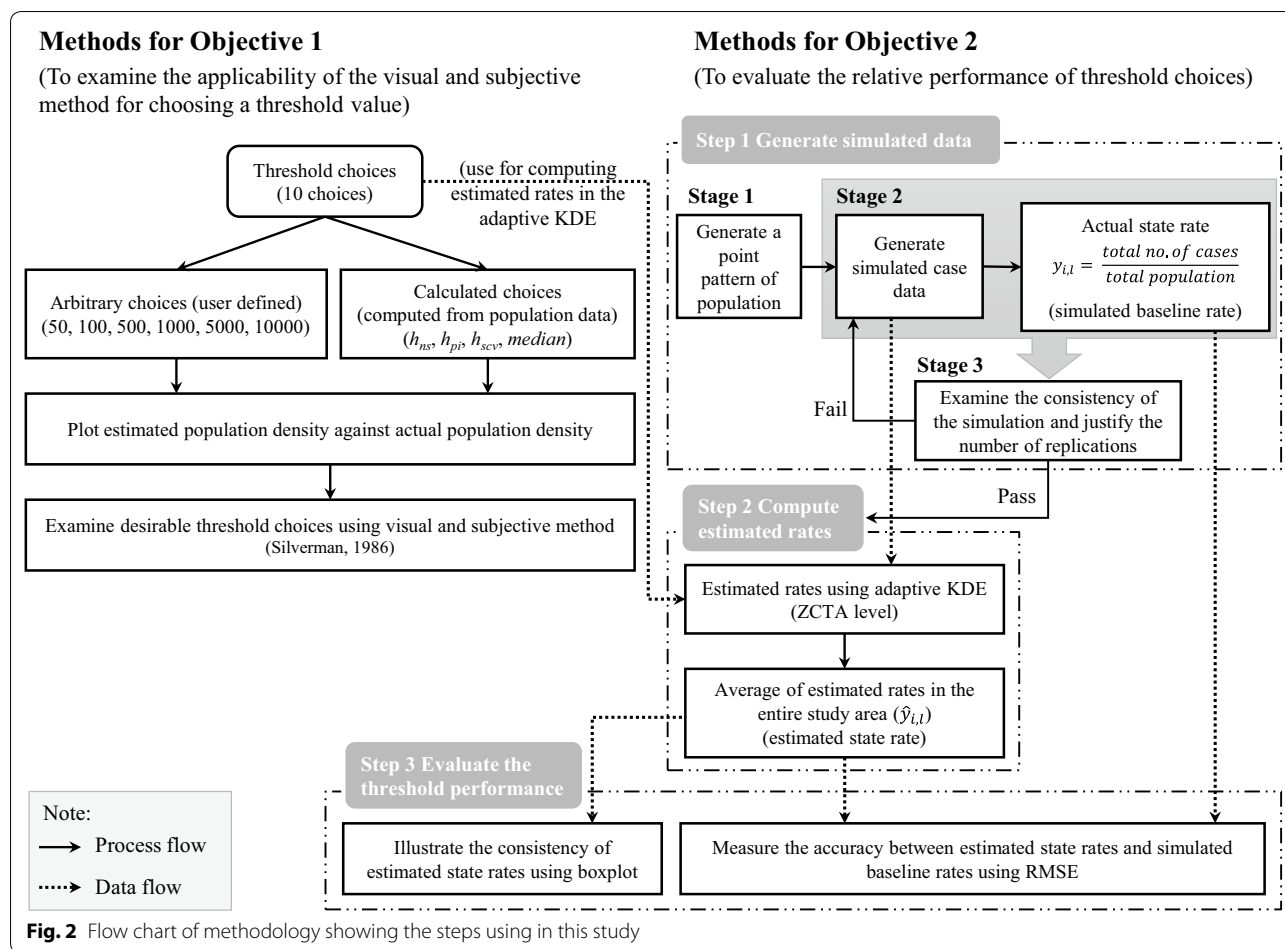 Methods for Objective 1
(To examine the applicability of the visual and subjective
method for choosing a threshold value)
Threshold choices
(10 choices)
(use for computing
estimated rates in the
adaptive KDE
Arbitrary choices (user defined)
(50, 100, 500, 1000, 5000, 10000)
Calculated choices
(computed from population data)
(h_ns, h_pi, h_scv, median)
Plot estimated population density against actual population density
Examine desirable threshold choices using visual and subjective method
(Silverman, 1986)
Methods for Objective 2
(To evaluate the relative performance of threshold choices)
Step 1 Generate simulated data
Stage 1
Generate a
point
pattern of
population
Stage 2
Generate
simulated case
data
Actual state rate
y_{i,l} = total no. of cases / total population
(simulated baseline rate)
Stage 3
Examine the consistency
of the simulation and justify the
number of replications
Fail
Pass
Step 2 Compute
estimated rates
Estimated rates using adaptive KDE
(ZCTA level)
Average of estimated rates in the
entire study area (ŷ_{i,l})
(estimated state rate)
Step 3 Evaluate the
threshold performance
Illustrate the consistency of
estimated state rates using boxplot
Measure the accuracy between estimated state rates and simulated
baseline rates using RMSE
Note:
Process flow
Data flow
Fig. 2 Flow chart of methodology showing the steps using in this study